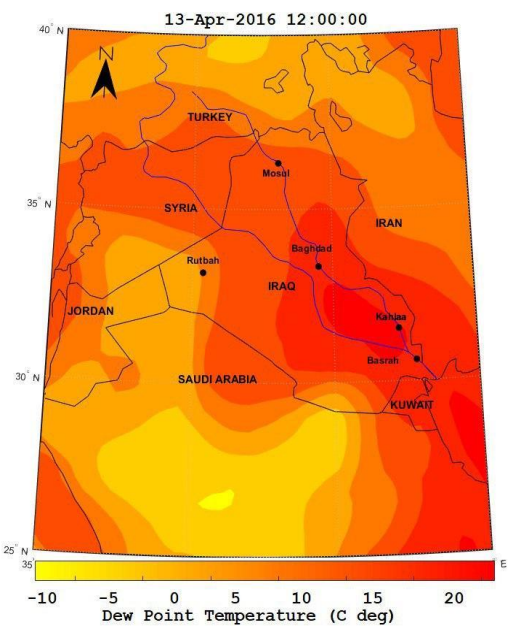 13-Apr-2016 12:00:00
40° N
N
TURKEY
Mosul
35° N
SYRIA
IRAN
Baghdad
Rutbah
IRAQ
JORDAN
Kahlaa
Basrah
30° N
SAUDI ARABIA
KUWAIT
25° N
35° E
-10 -5 0 5 10 15 20
Dew Point Temperature (C deg)